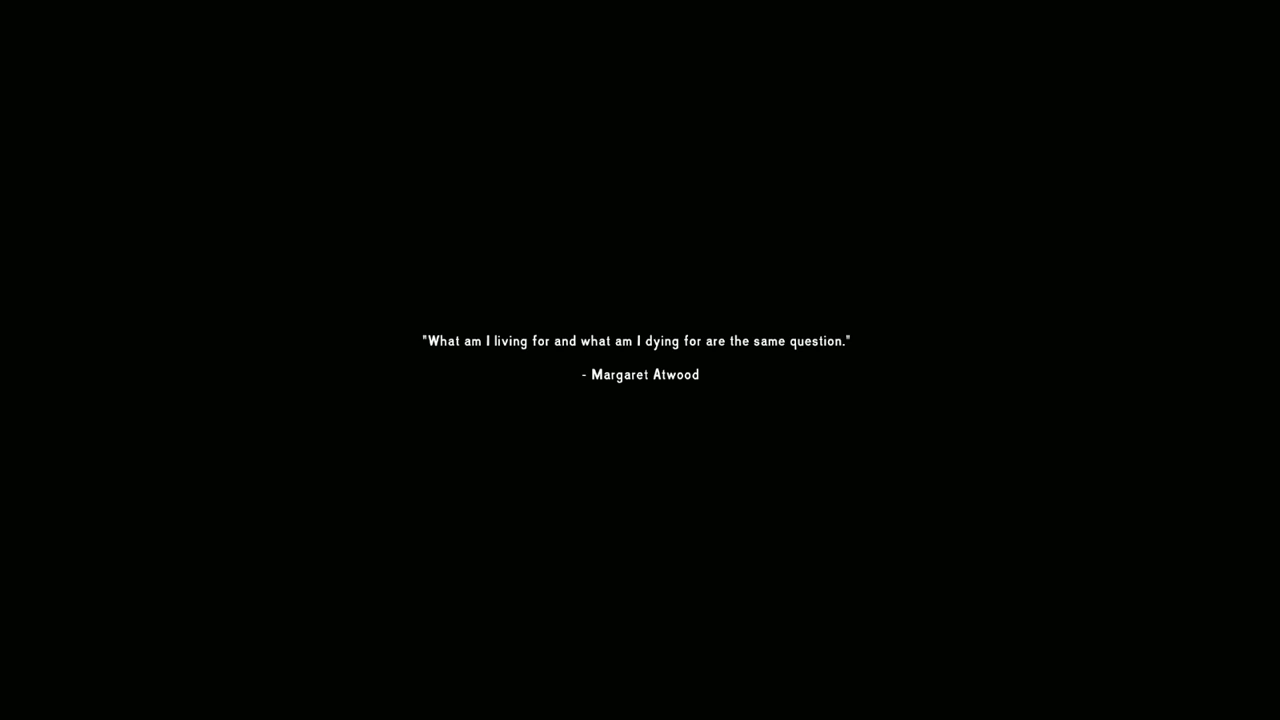 "What am I living for and what am I dying for are the same question."
- Margaret Atwood